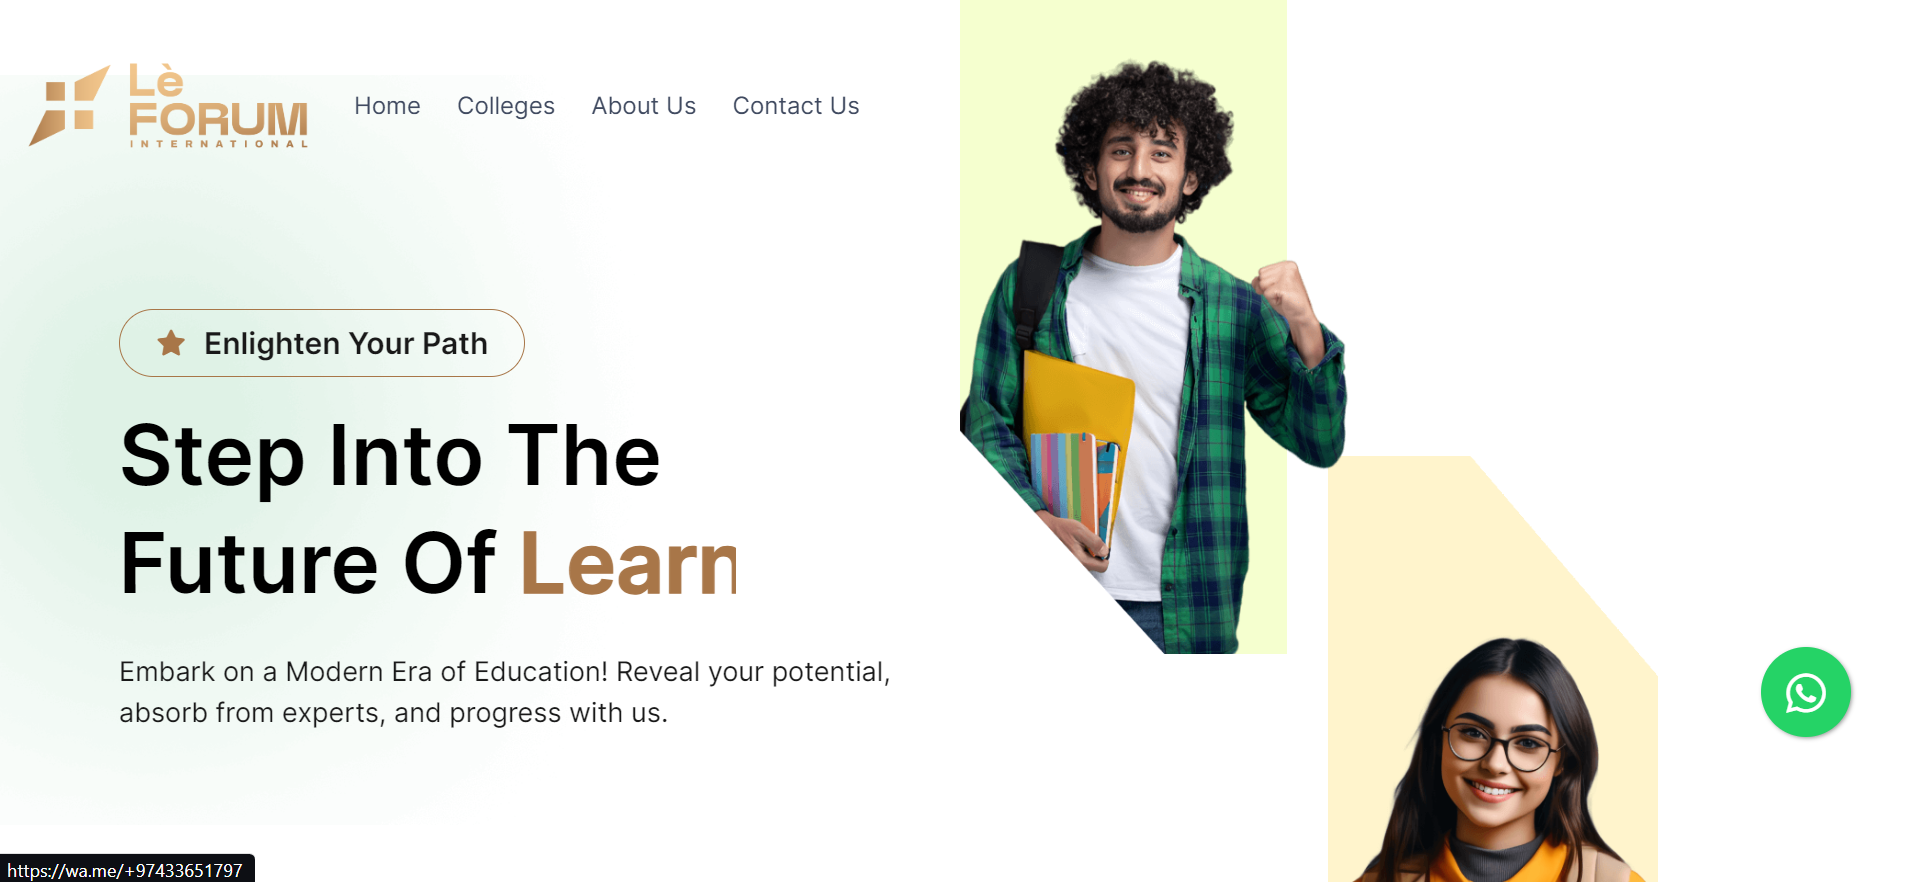 Lè
FORUM
INTERNATIONAL
Home Colleges About Us Contact Us
Enlighten Your Path
Step Into The
Future Of Learn
Embark on a Modern Era of Education! Reveal your potential,
absorb from experts, and progress with us.
https://wa.me/+97433651797